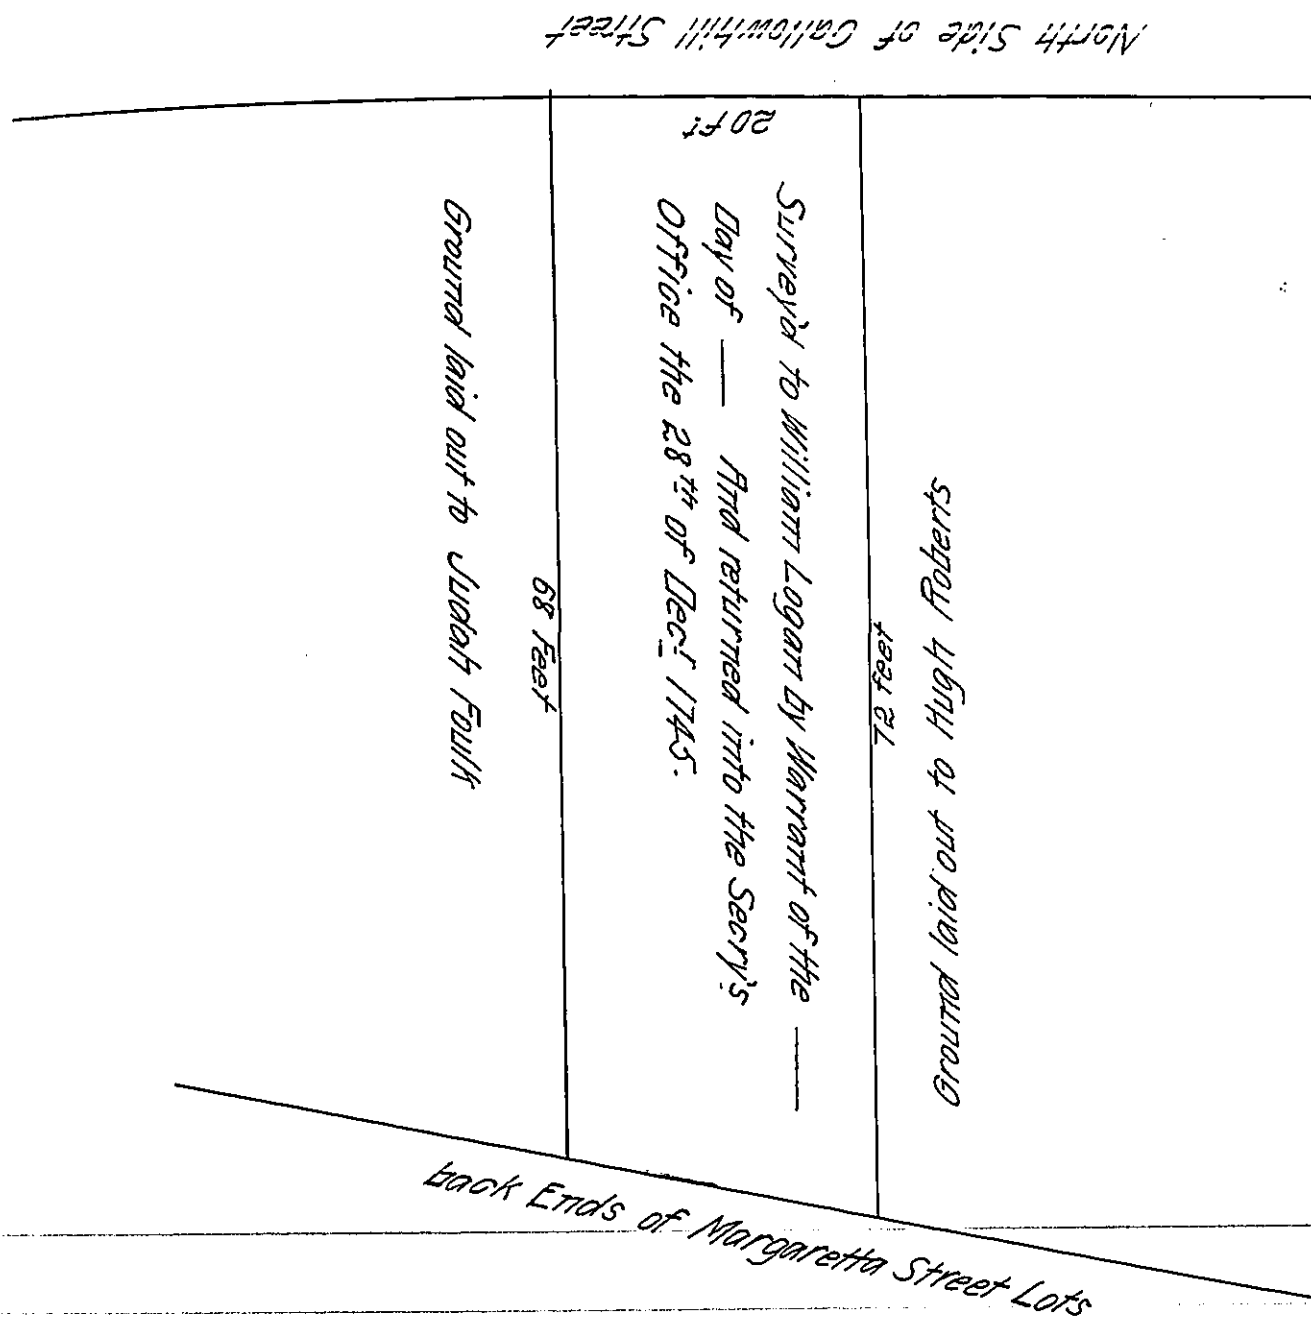 North Side of Callowhill Street
20 ft
Survey'd to William Logan by Warrant of the —
Day of — And returned into the Secry's
Office the 28th of Decr. 1745.
Ground laid out to Judah Foulk
68 Feet
72 feet
Ground laid out to Hugh Roberts
back Ends of Margaretta Street Lots